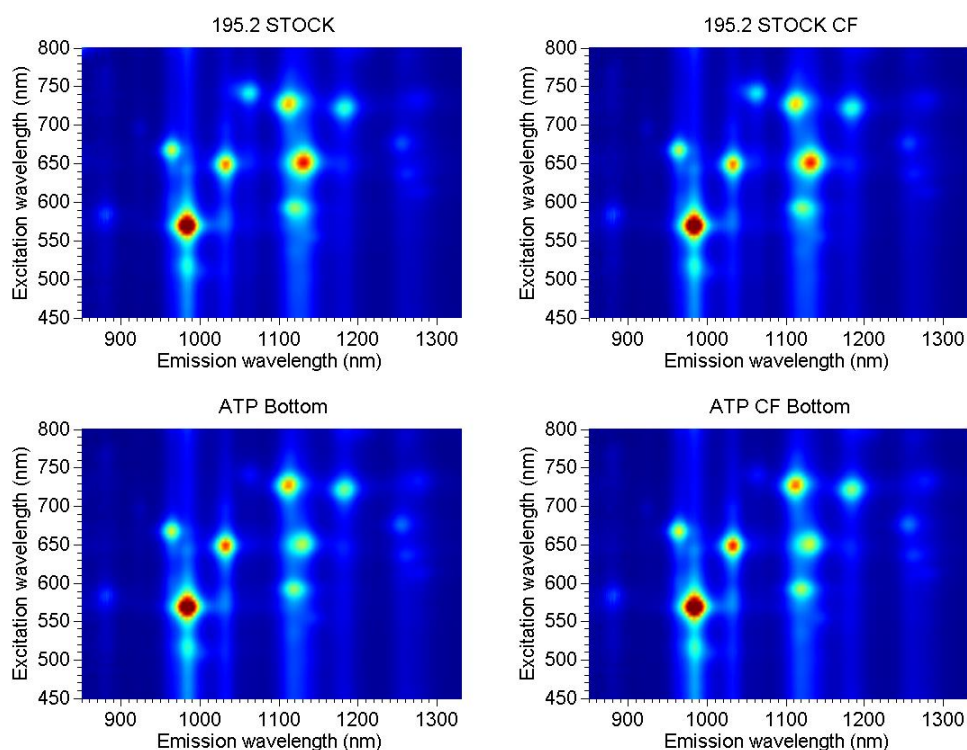 195.2 STOCK
Excitation wavelength (nm)
800
750
700
650
600
550
500
450
900 1000 1100 1200 1300
Emission wavelength (nm)
195.2 STOCK CF
Excitation wavelength (nm)
800
750
700
650
600
550
500
450
900 1000 1100 1200 1300
Emission wavelength (nm)
ATP Bottom
Excitation wavelength (nm)
800
750
700
650
600
550
500
450
900 1000 1100 1200 1300
Emission wavelength (nm)
ATP CF Bottom
Excitation wavelength (nm)
800
750
700
650
600
550
500
450
900 1000 1100 1200 1300
Emission wavelength (nm)